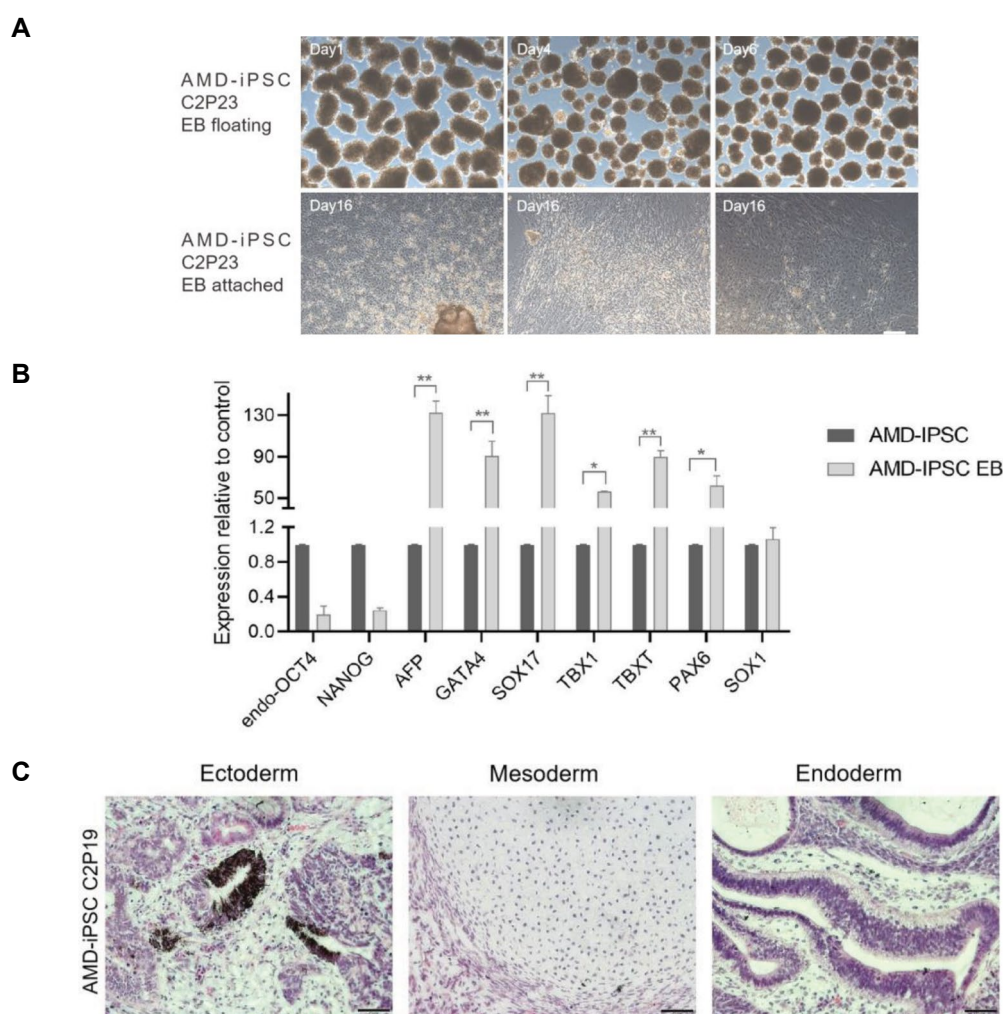 A
AMD-iPSC
C2P23
EB floating
Day1
Day4
Day6
AMD-iPSC
C2P23
EB attached
Day16
Day16
Day16
B
Expression relative to control
130
90
50
1.2
0.8
0.4
0.0
**
**
**
*
**
*
AMD-IPSC
AMD-IPSC EB
endo-OCT4
NANOG
AFP
GATA4
SOX17
TBX1
TBXT
PAX6
SOX1
C
Ectoderm
Mesoderm
Endoderm
AMD-iPSC C2P19